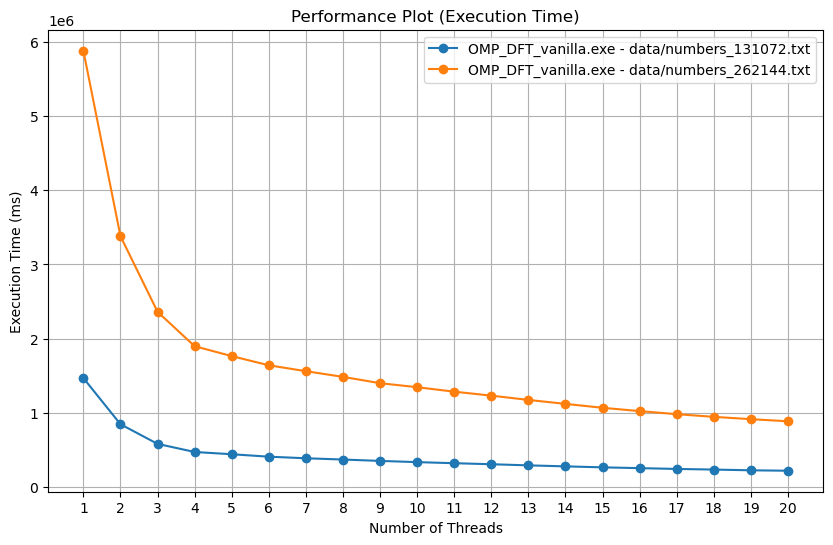 Performance Plot (Execution Time)
1e6
OMP_DFT_vanilla.exe - data/numbers_131072.txt
OMP_DFT_vanilla.exe - data/numbers_262144.txt
6
5
4
3
2
1
0
Execution Time (ms)
1 2 3 4 5 6 7 8 9 10 11 12 13 14 15 16 17 18 19 20
Number of Threads